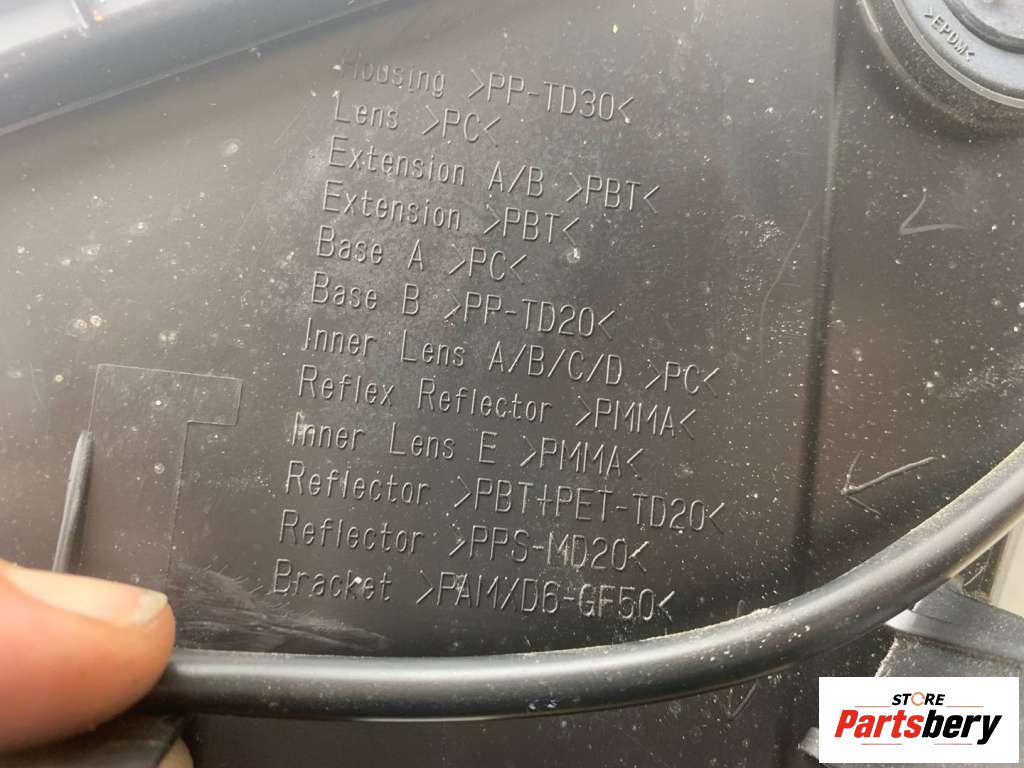 Housing >PP-TD30<
Lens >PC<
Extension A/B >PBT<
Extension >PBT<
Base A >PC<
Base B >PP-TD20<
Inner Lens A/B/C/D >PC<
Reflex Reflector >PMMA<
Inner Lens E >PMMA<
Reflector >PBT+PET-TD20<
Reflector >PPS-MD20<
Bracket >PAMXD6-GF50<
>EPDM<
STORE
Partsbery